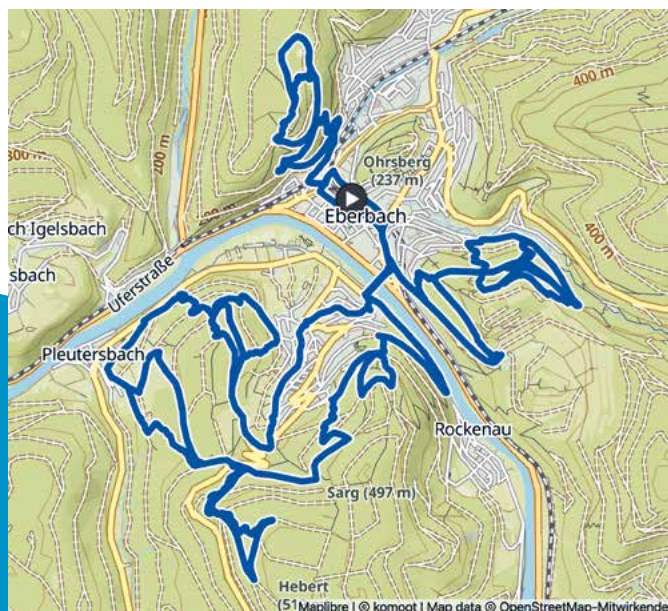 400 m
200 m
300 m
Ohrsberg
(237 m)
Eberbach
ch Igelsbach
sbach
Uferstraße
400 m
Pleutersbach
Rockenau
Sarg (497 m)
Hebert
(51
Maplibre | © komoot | Map data © OpenStreetMap-Mitwirkende